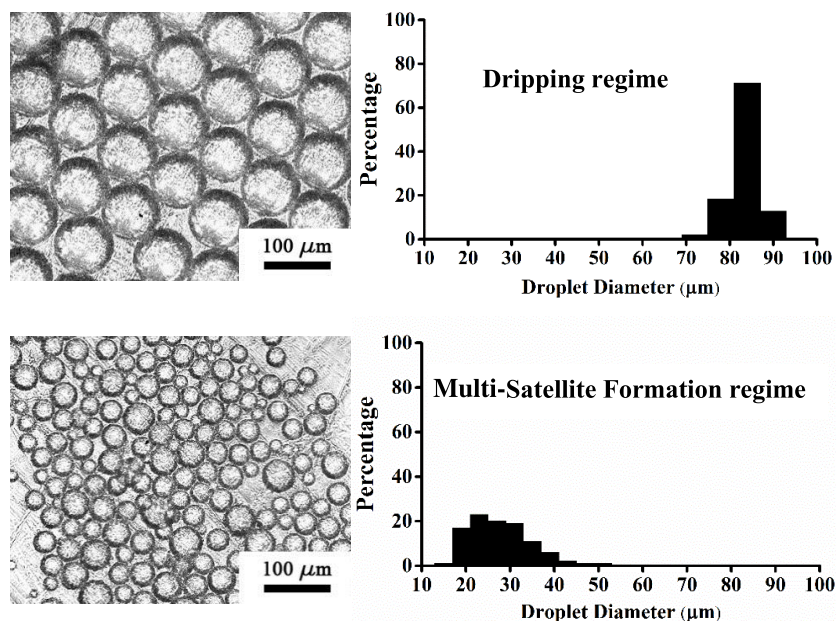 100
80
60
40
20
0
Percentage
Dripping regime
10 20 30 40 50 60 70 80 90 100
Droplet Diameter (μm)
100 μm
100
80
60
40
20
0
Percentage
Multi-Satellite Formation regime
10 20 30 40 50 60 70 80 90 100
Droplet Diameter (μm)
100 μm